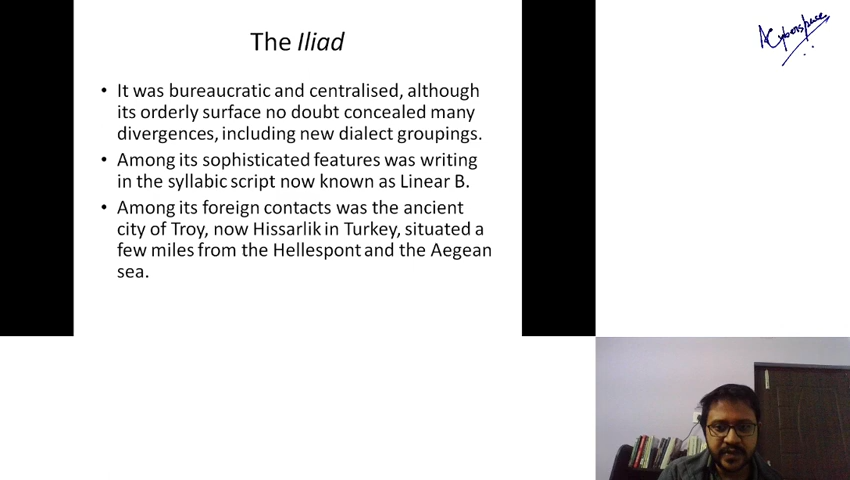 The Iliad
• It was bureaucratic and centralised, although
its orderly surface no doubt concealed many
divergences, including new dialect groupings.
• Among its sophisticated features was writing
in the syllabic script now known as Linear B.
• Among its foreign contacts was the ancient
city of Troy, now Hissarlik in Turkey, situated a
few miles from the Hellespont and the Aegean
sea.
Cyberspace